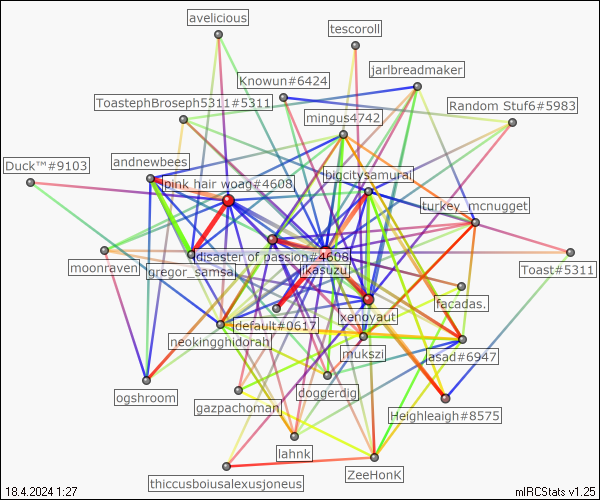 avelicious
tescoroll
jarlbreadmaker
Knowun#6424
ToastephBroseph5311#5311
Random Stuf6#5983
mingus4742
andnewbees
Duck™#9103
bigcitysamurai
pink hair woag#4608
turkey_mcnugget
disaster of passion#4608
moonraven
gregor_samsa
ikasuzu
Toast#5311
facadas.
xenoyaut
default#0617
neokingghidorah
mukszi
asad#6947
ogshroom
doggerdig
gazpachoman
Heighleaigh#8575
lahnk
ZeeHonK
thiccusboiusalexusjoneus
18.4.2024 1:27
mIRCStats v1.25